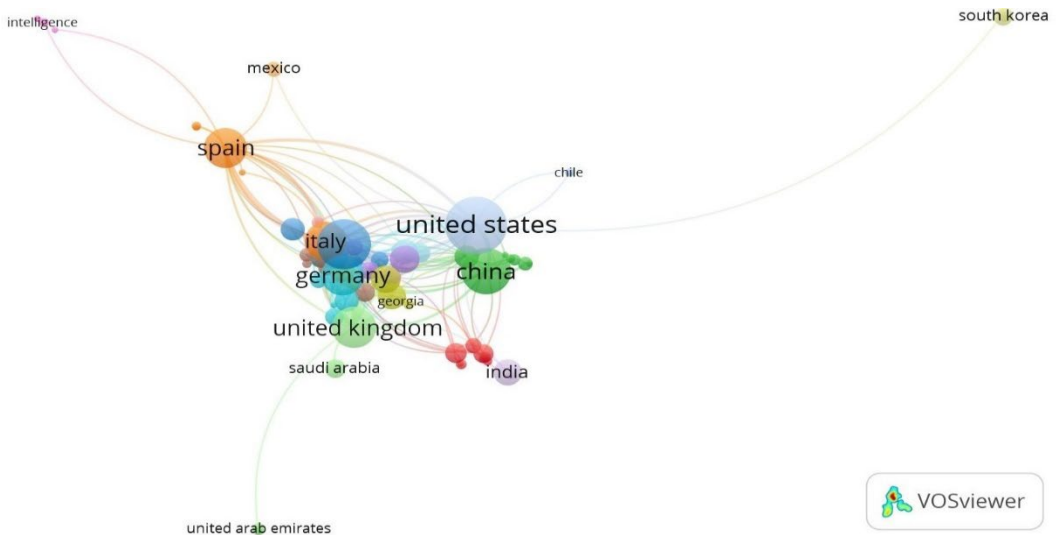 intelligence
south korea
mexico
spain
chile
united states
italy
china
germany
georgia
united kingdom
saudi arabia
india
united arab emirates
VOSviewer